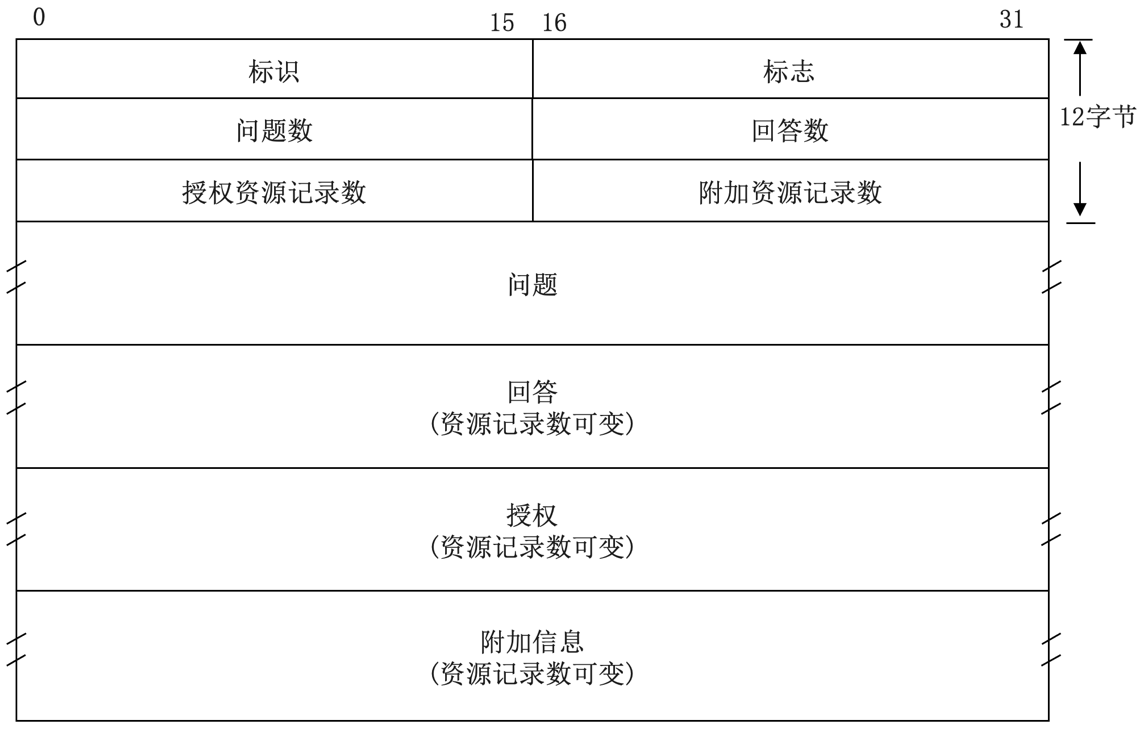 0 15 16 31
标识 标志
12字节
问题数 回答数
授权资源记录数 附加资源记录数
问题
回答
(资源记录数可变)
授权
(资源记录数可变)
附加信息
(资源记录数可变)